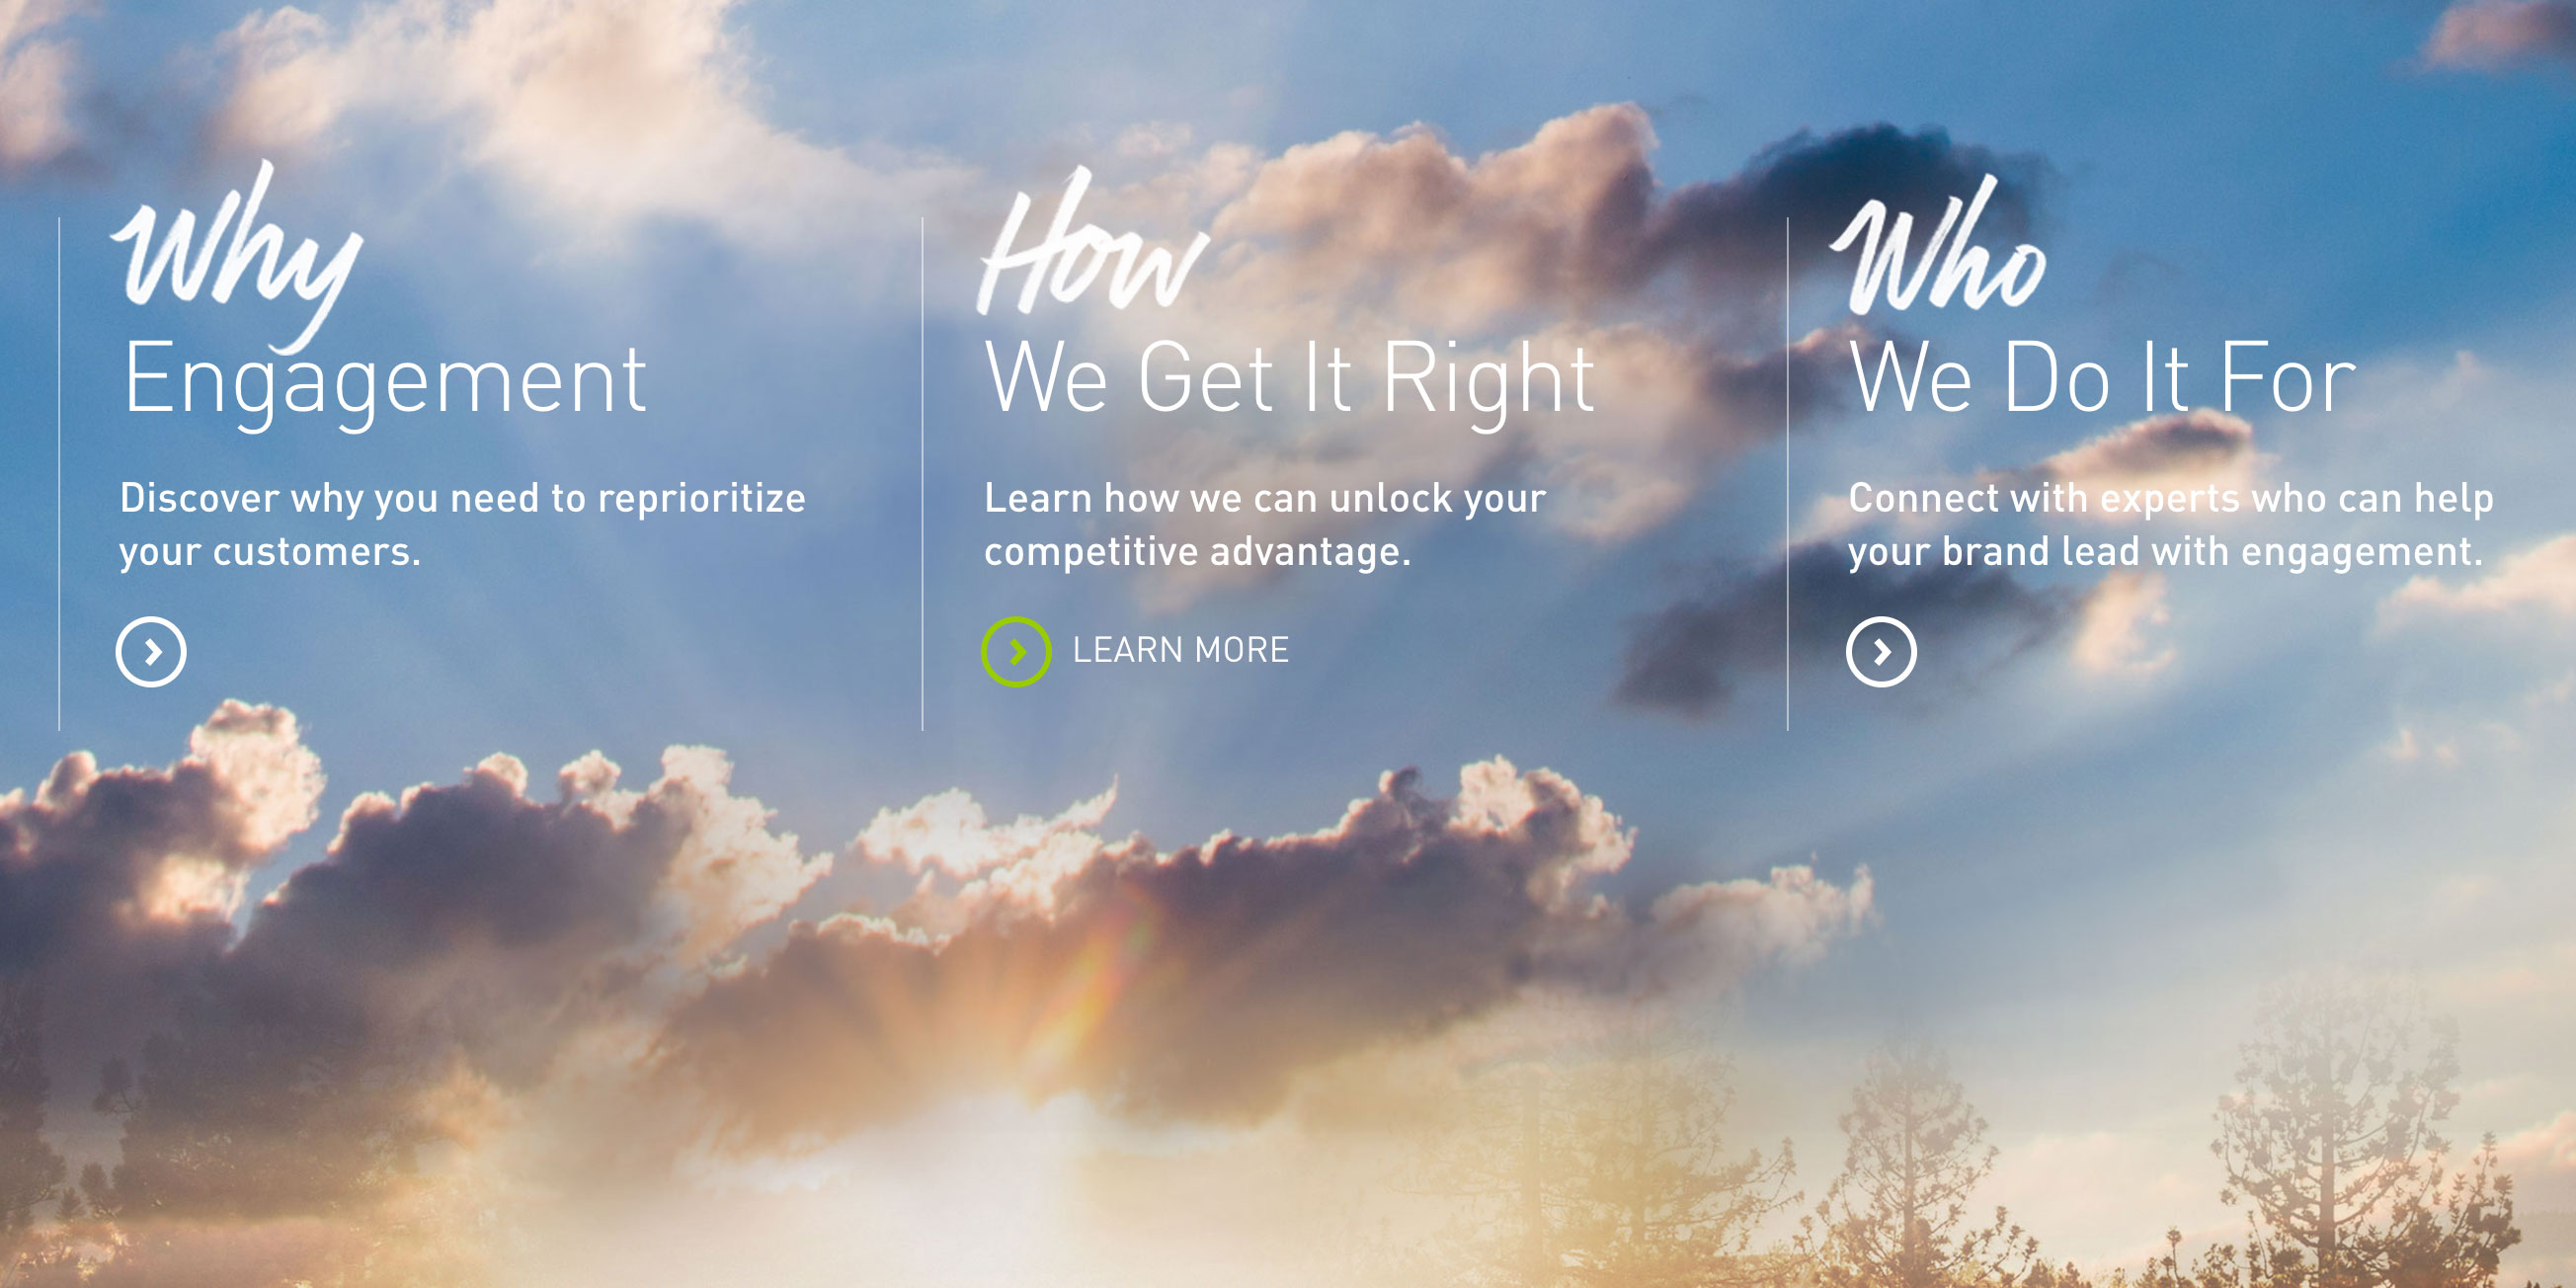 Why
Engagement
Discover why you need to reprioritize
your customers.
How
We Get It Right
Learn how we can unlock your
competitive advantage.
LEARN MORE
Who
We Do It For
Connect with experts who can help
your brand lead with engagement.